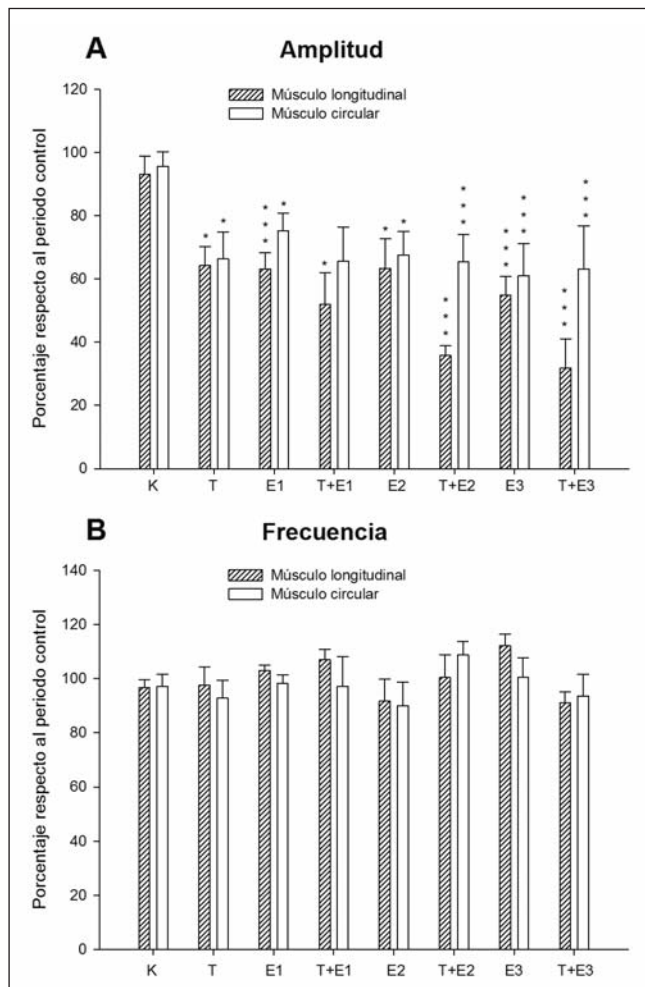 A
Amplitud
Músculo longitudinal
Músculo circular
Porcentaje respecto al periodo control
120
100
80
60
40
20
0
* * * * * * * * * * * * * * * * * * * * * * * *
K T E1 T+E1 E2 T+E2 E3 T+E3
B
Frecuencia
Músculo longitudinal
Músculo circular
Porcentaje respecto al periodo control
140
120
100
80
60
40
20
0
K T E1 T+E1 E2 T+E2 E3 T+E3